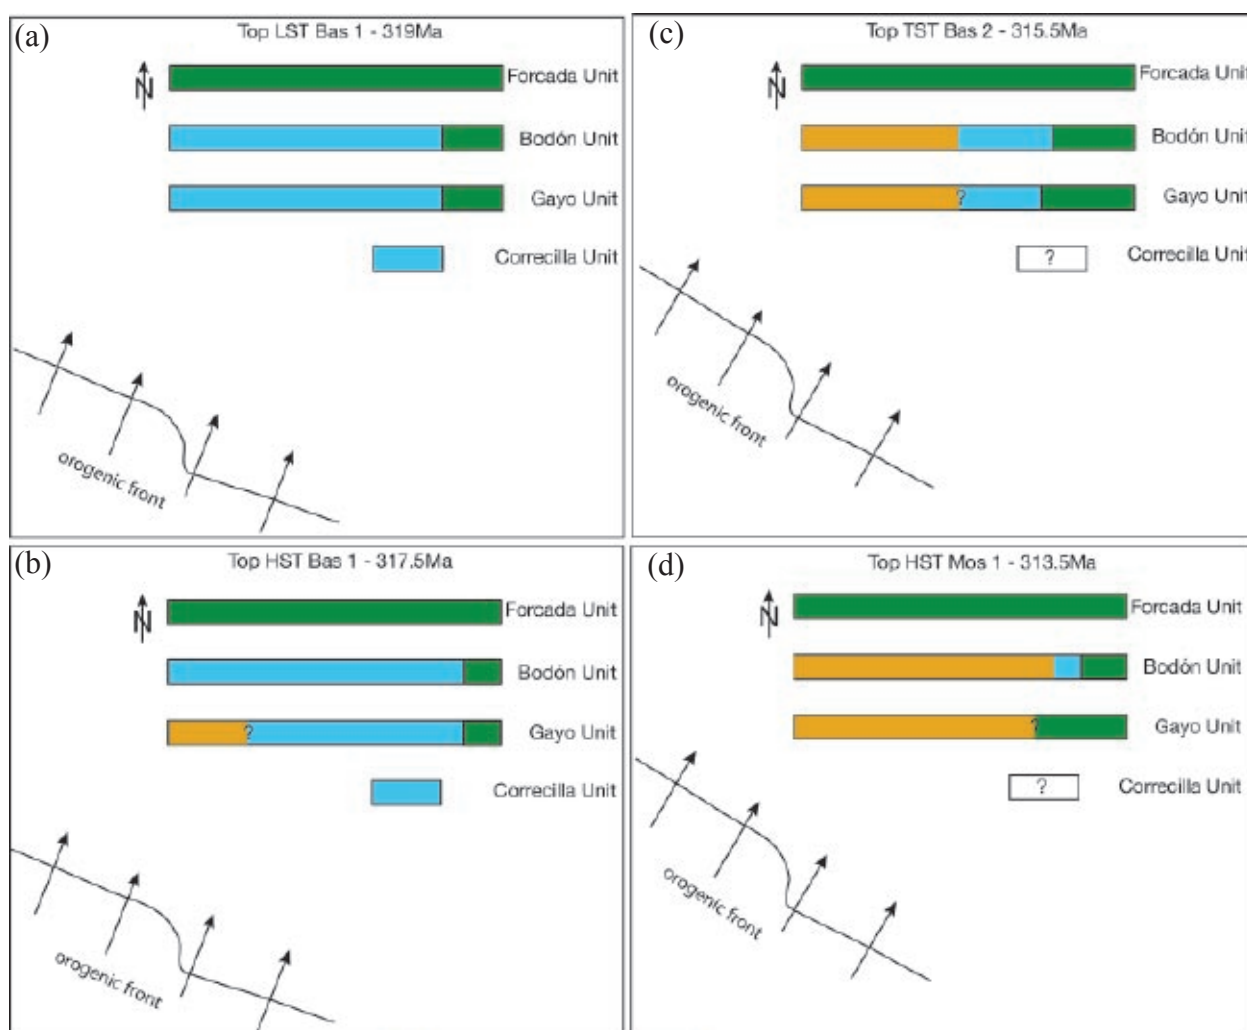 (a)
Top LST Bas 1 - 319Ma
N
Forcada Unit
Bodón Unit
Gayo Unit
Correcilla Unit
orogenic front
(c)
Top TST Bas 2 - 315.5Ma
N
Forcada Unit
Bodón Unit
?
Gayo Unit
?
Correcilla Unit
orogenic front
(b)
Top HST Bas 1 - 317.5Ma
N
Forcada Unit
Bodón Unit
?
Gayo Unit
Correcilla Unit
orogenic front
(d)
Top HST Mos 1 - 313.5Ma
N
Forcada Unit
Bodón Unit
?
Gayo Unit
?
Correcilla Unit
orogenic front